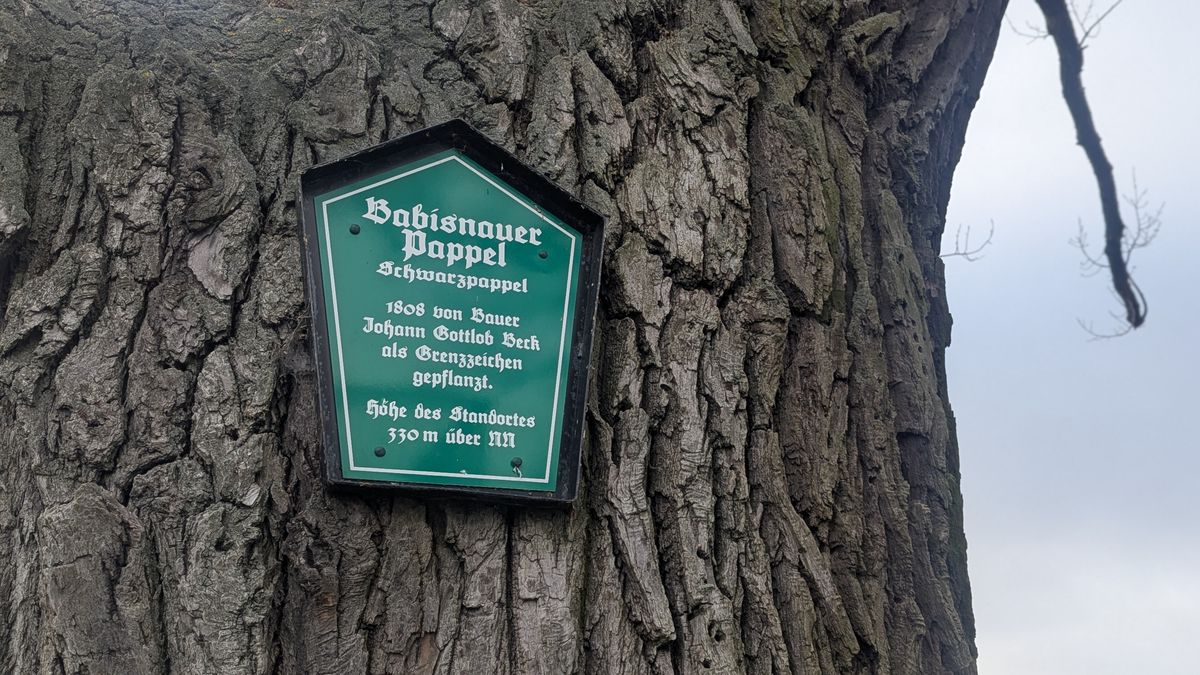 Babisnauer
Pappel
Schwarzpappel
1808 von Bauer
Johann Gottlob Beck
als Grenzzeichen
gepflanzt.
Höhe des Standortes
330 m über NN